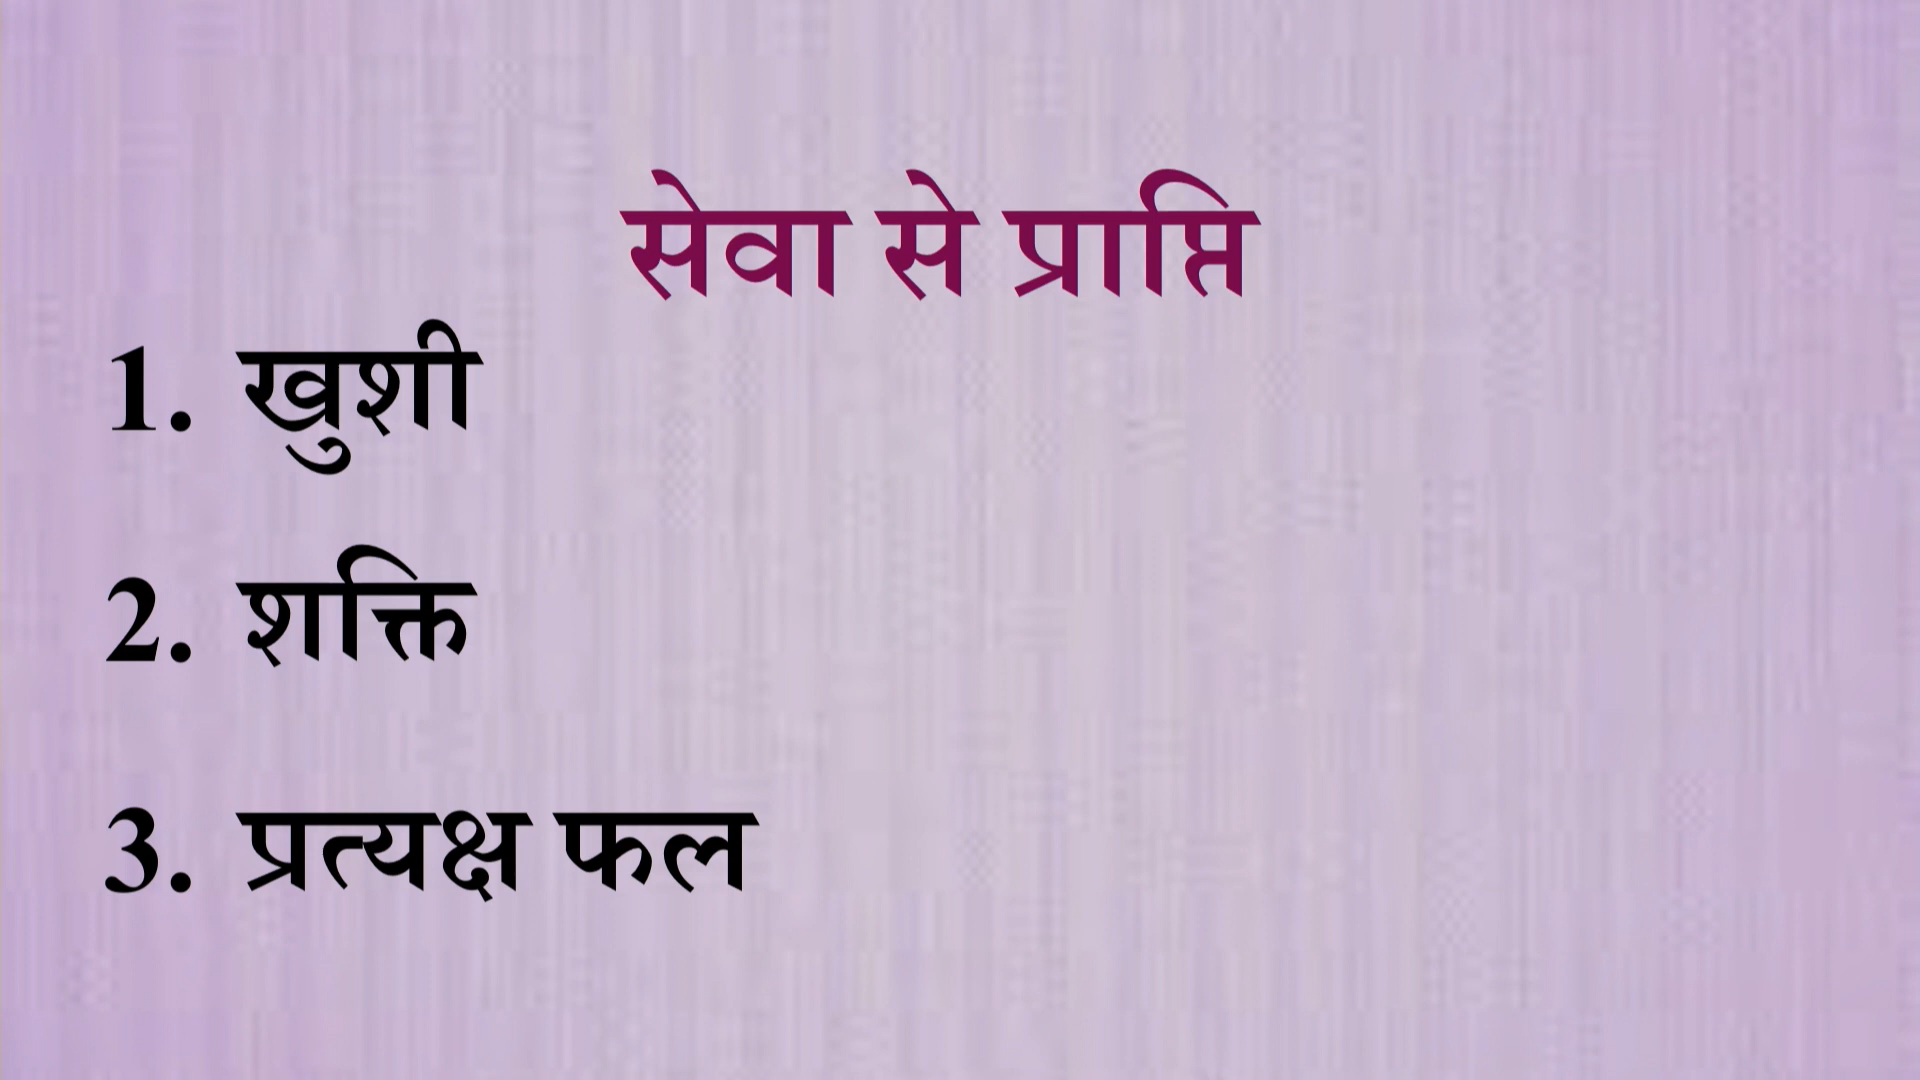 सेवा से प्राप्ति
1. खुशी
2. शक्ति
3. प्रत्यक्ष फल